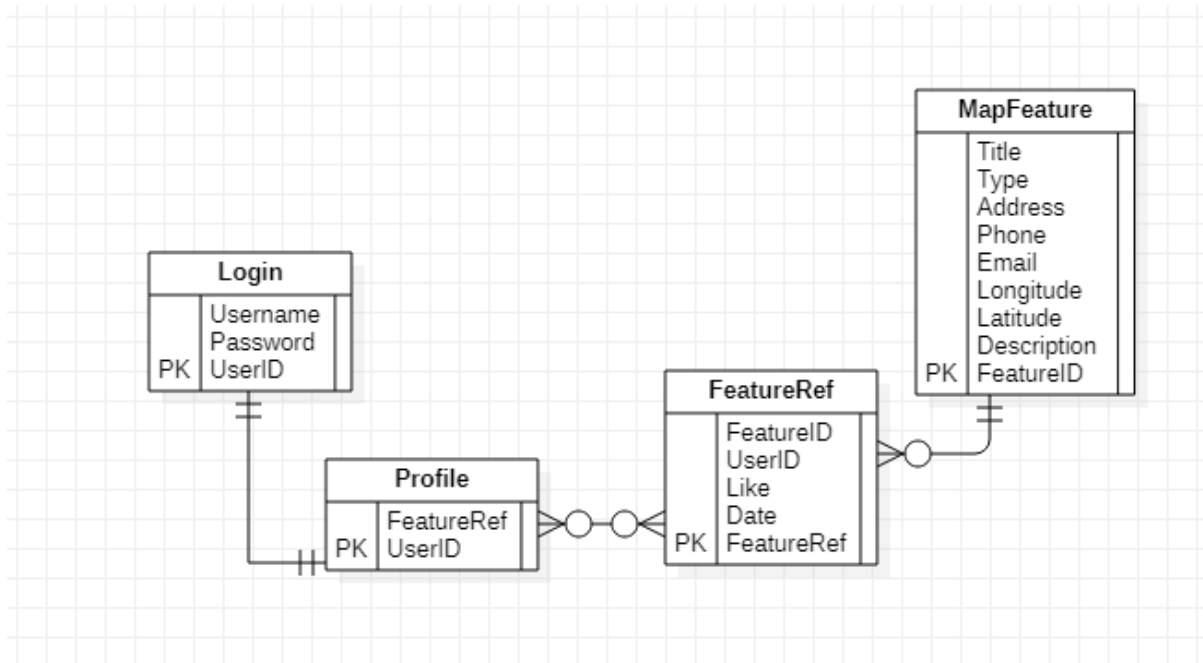 MapFeature
Title
Type
Address
Phone
Email
Longitude
Latitude
Description
PK FeatureID
Login
Username
Password
PK UserID
FeatureRef
FeatureID
UserID
Like
Date
PK FeatureRef
Profile
FeatureRef
PK UserID